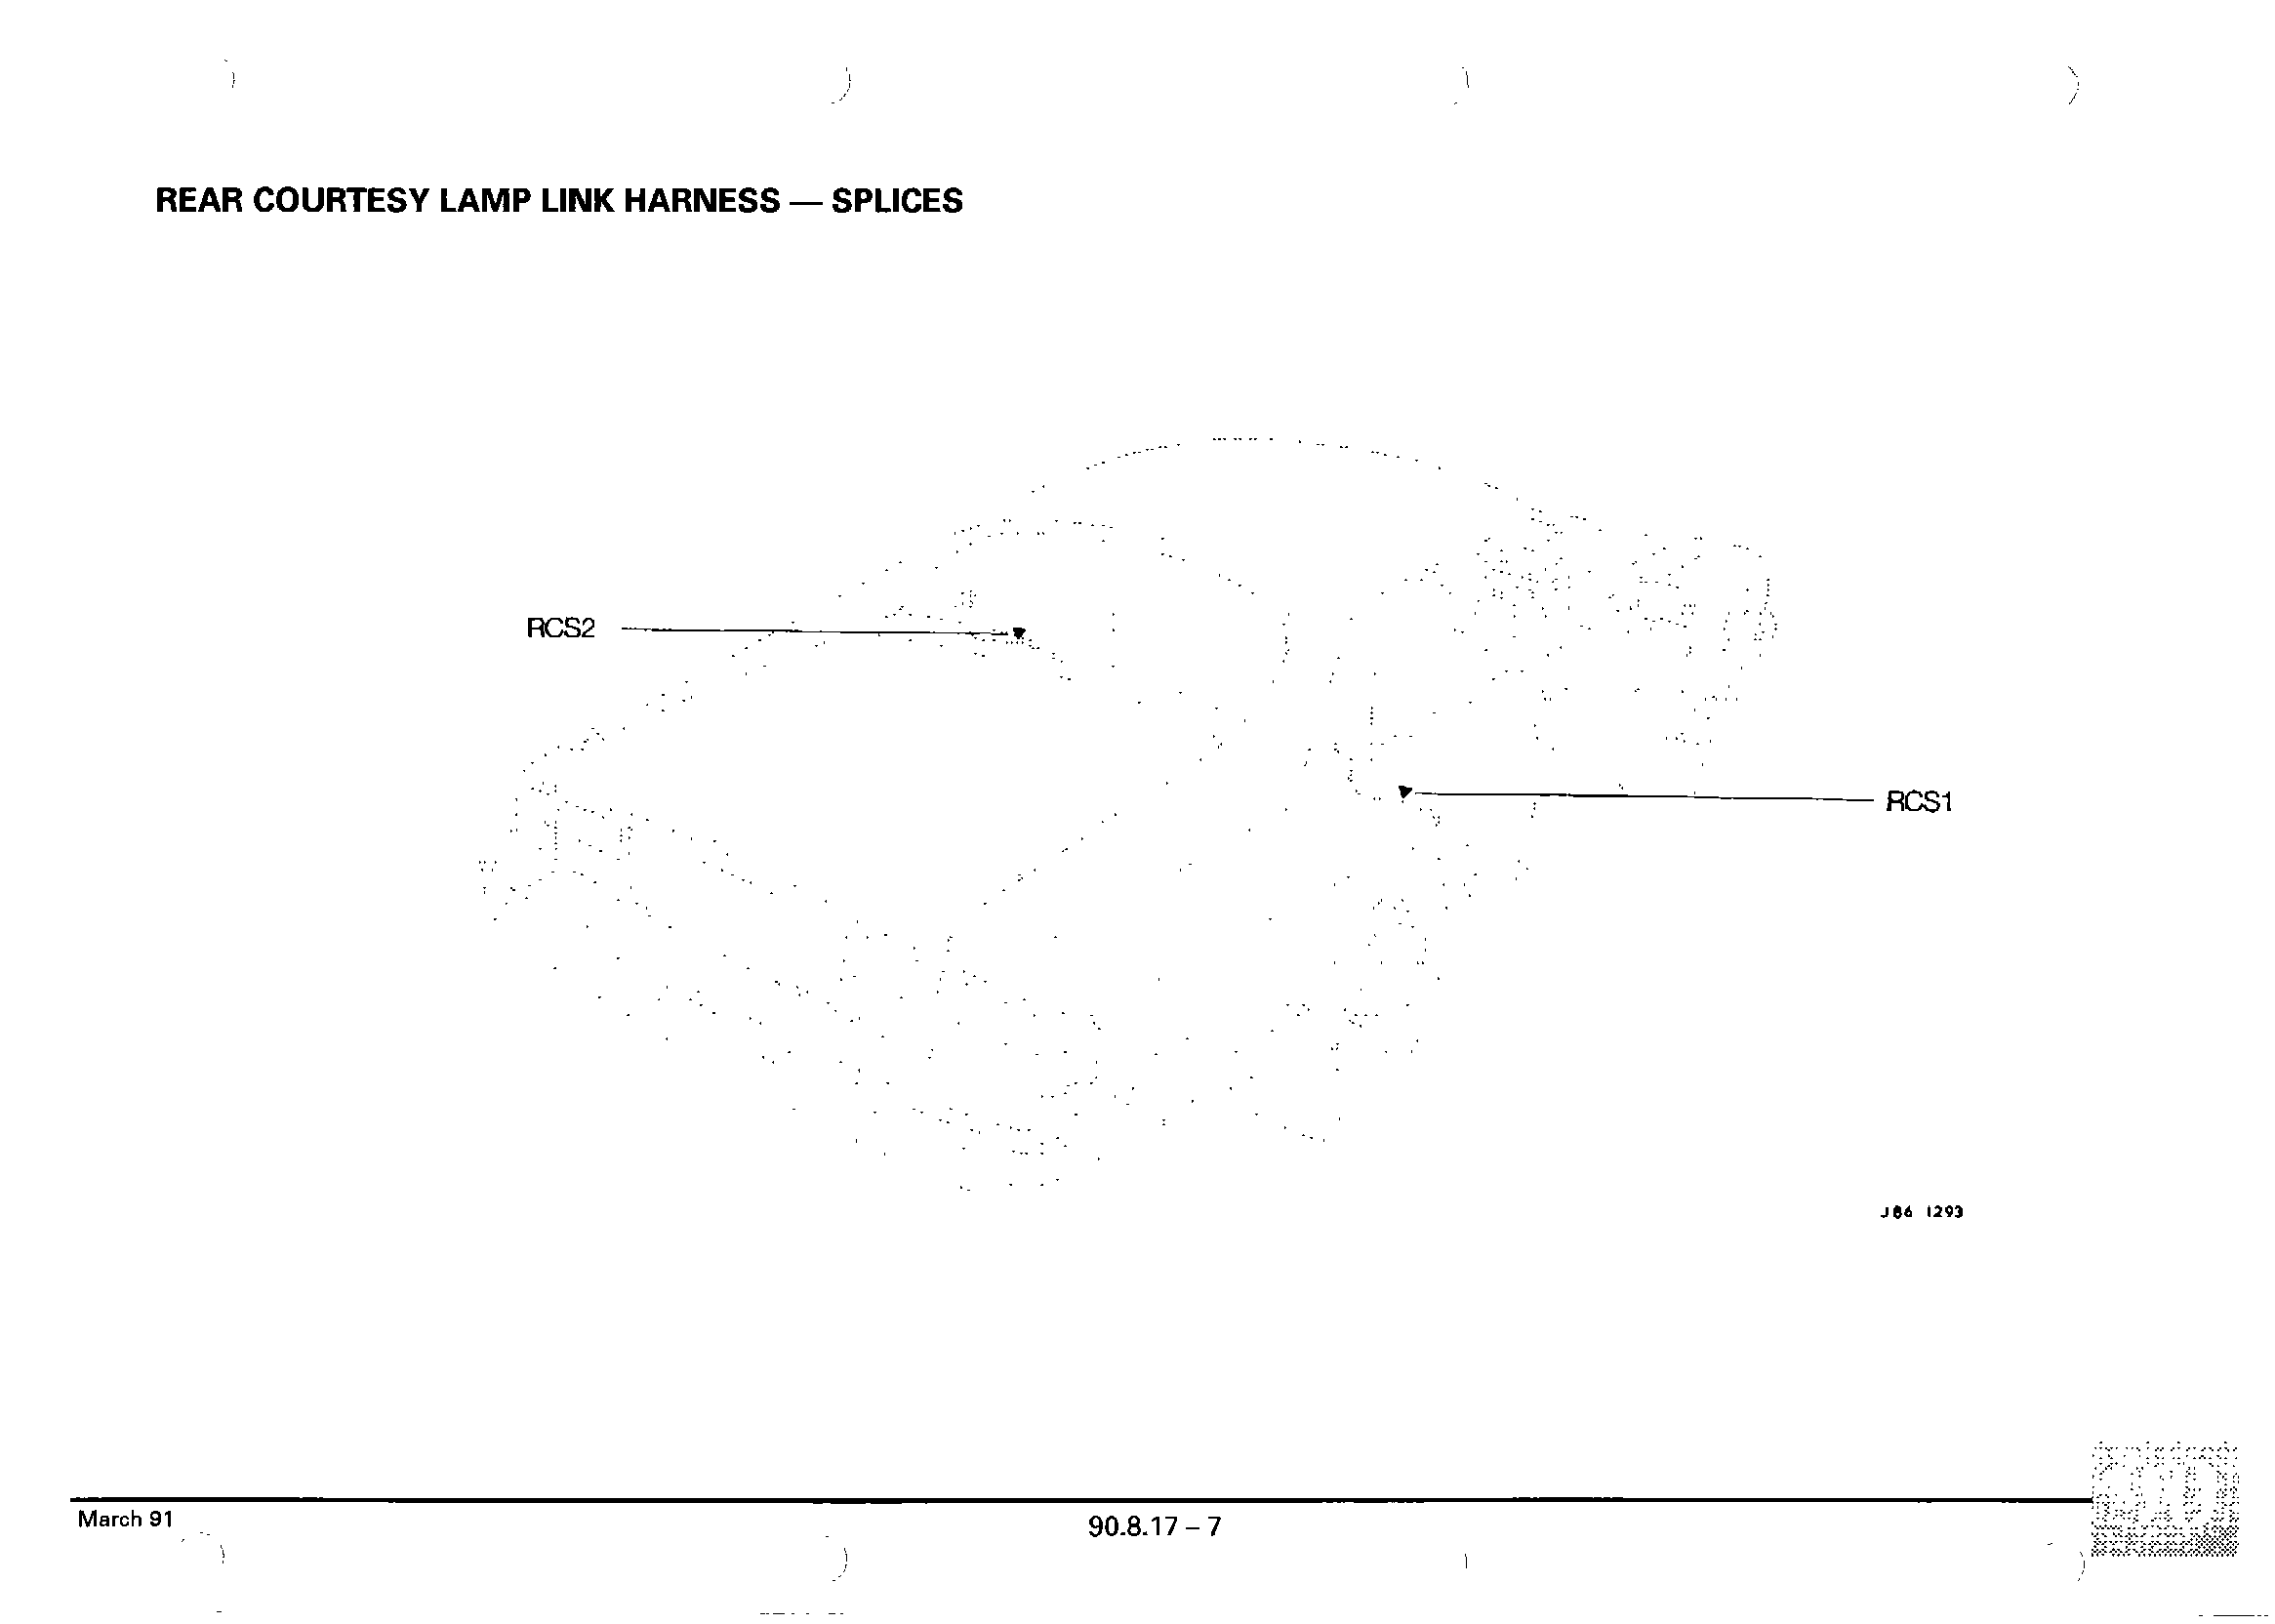 REAR COURTESY LAMP LINK HARNESS — SPLICES
RCS2
RCS1
J86 1293
March 91
90.8.17 – 7